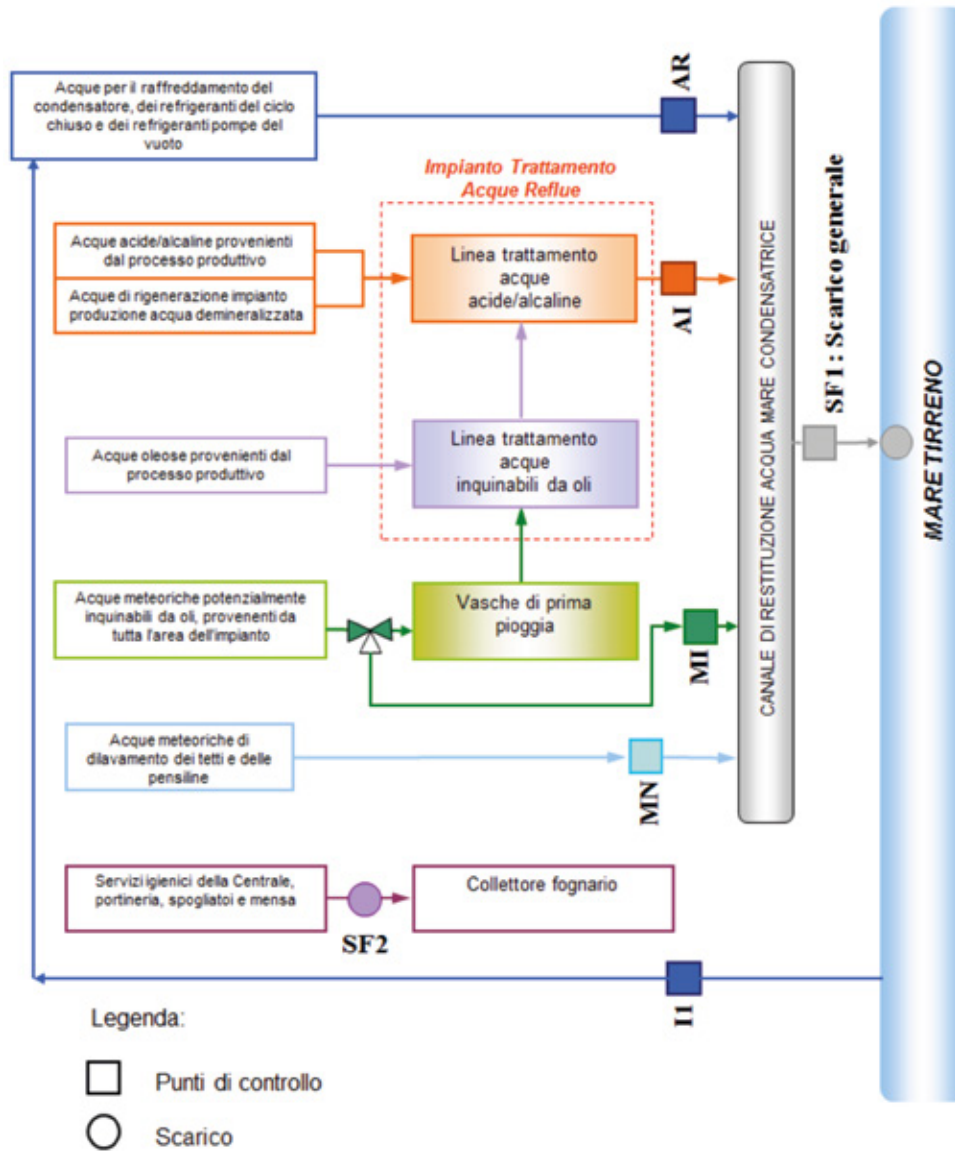 Acque per il raffreddamento del
condensatore, dei refrigeranti del ciclo
chiuso e dei refrigeranti pompe del
vuoto
AR
Impianto Trattamento
Acque Reflue
Acque acide/alcaline provenienti
dal processo produttivo
Acque di rigenerazione impianto
produzione acqua demineralizzata
Linea trattamento
acque
acide/alcaline
AI
Acque oleose provenienti dal
processo produttivo
Linea trattamento
acque
inquinabili da oli
Acque meteoriche potenzialmente
inquinabili da oli, provenenti da
tutta l'area dell'impianto
Vasche di prima
pioggia
MI
Acque meteoriche di
dilavamento dei tetti e delle
pensiline
MN
CANALE DI RESTITUZIONE ACQUA MARE CONDENSATRICE
SF1 : Scarico generale
MARE TIRRENO
Servizi igienici della Centrale,
portineria, spogliatoi e mensa
SF2
Collettore fognario
I1
Legenda:
Punti di controllo
Scarico